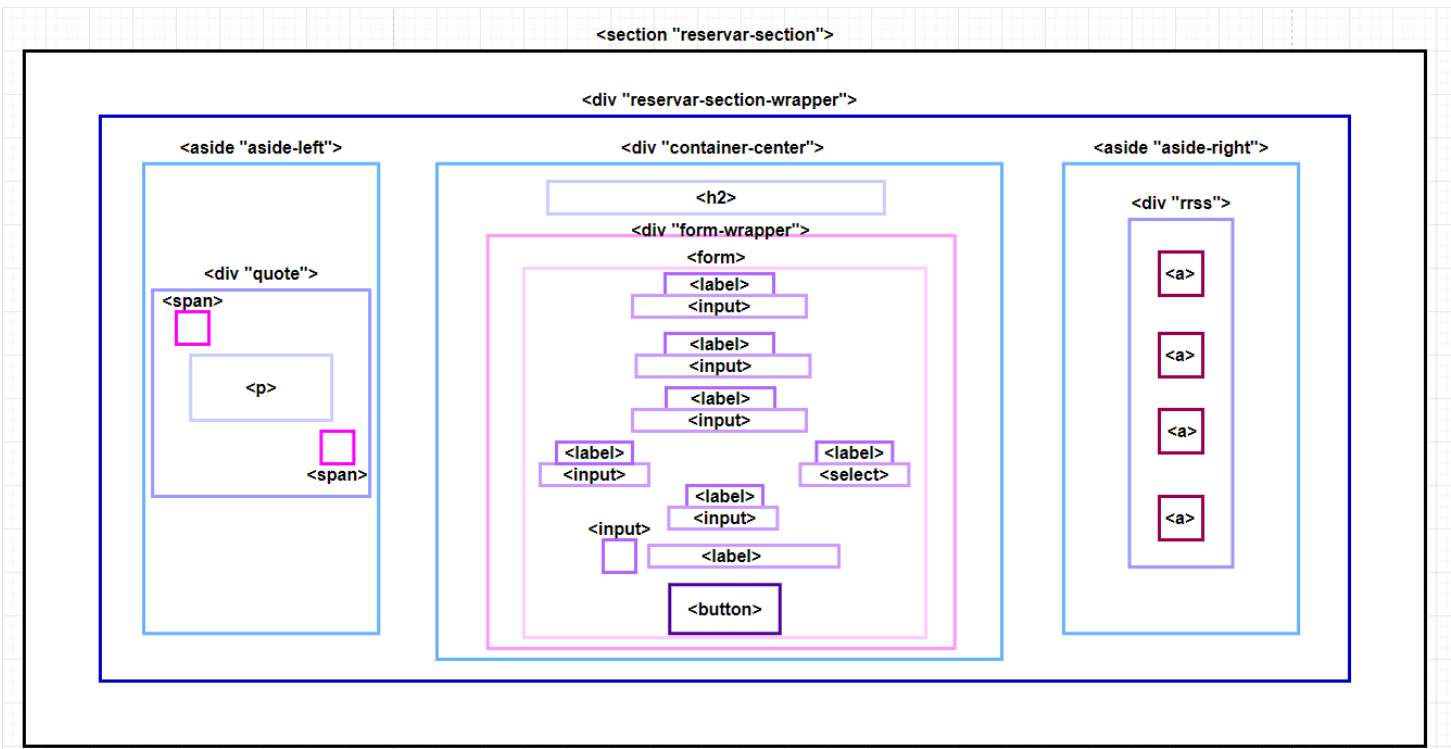 <section "reservar-section">
<div "reservar-section-wrapper">
<aside "aside-left">
<div "quote">
<span>
<p>
<span>
<div "container-center">
<h2>
<div "form-wrapper">
<form>
<label>
<input>
<label>
<input>
<label>
<input>
<label>
<input>
<label>
<select>
<label>
<input>
<input>
<label>
<button>
<aside "aside-right">
<div "rrss">
<a>
<a>
<a>
<a>